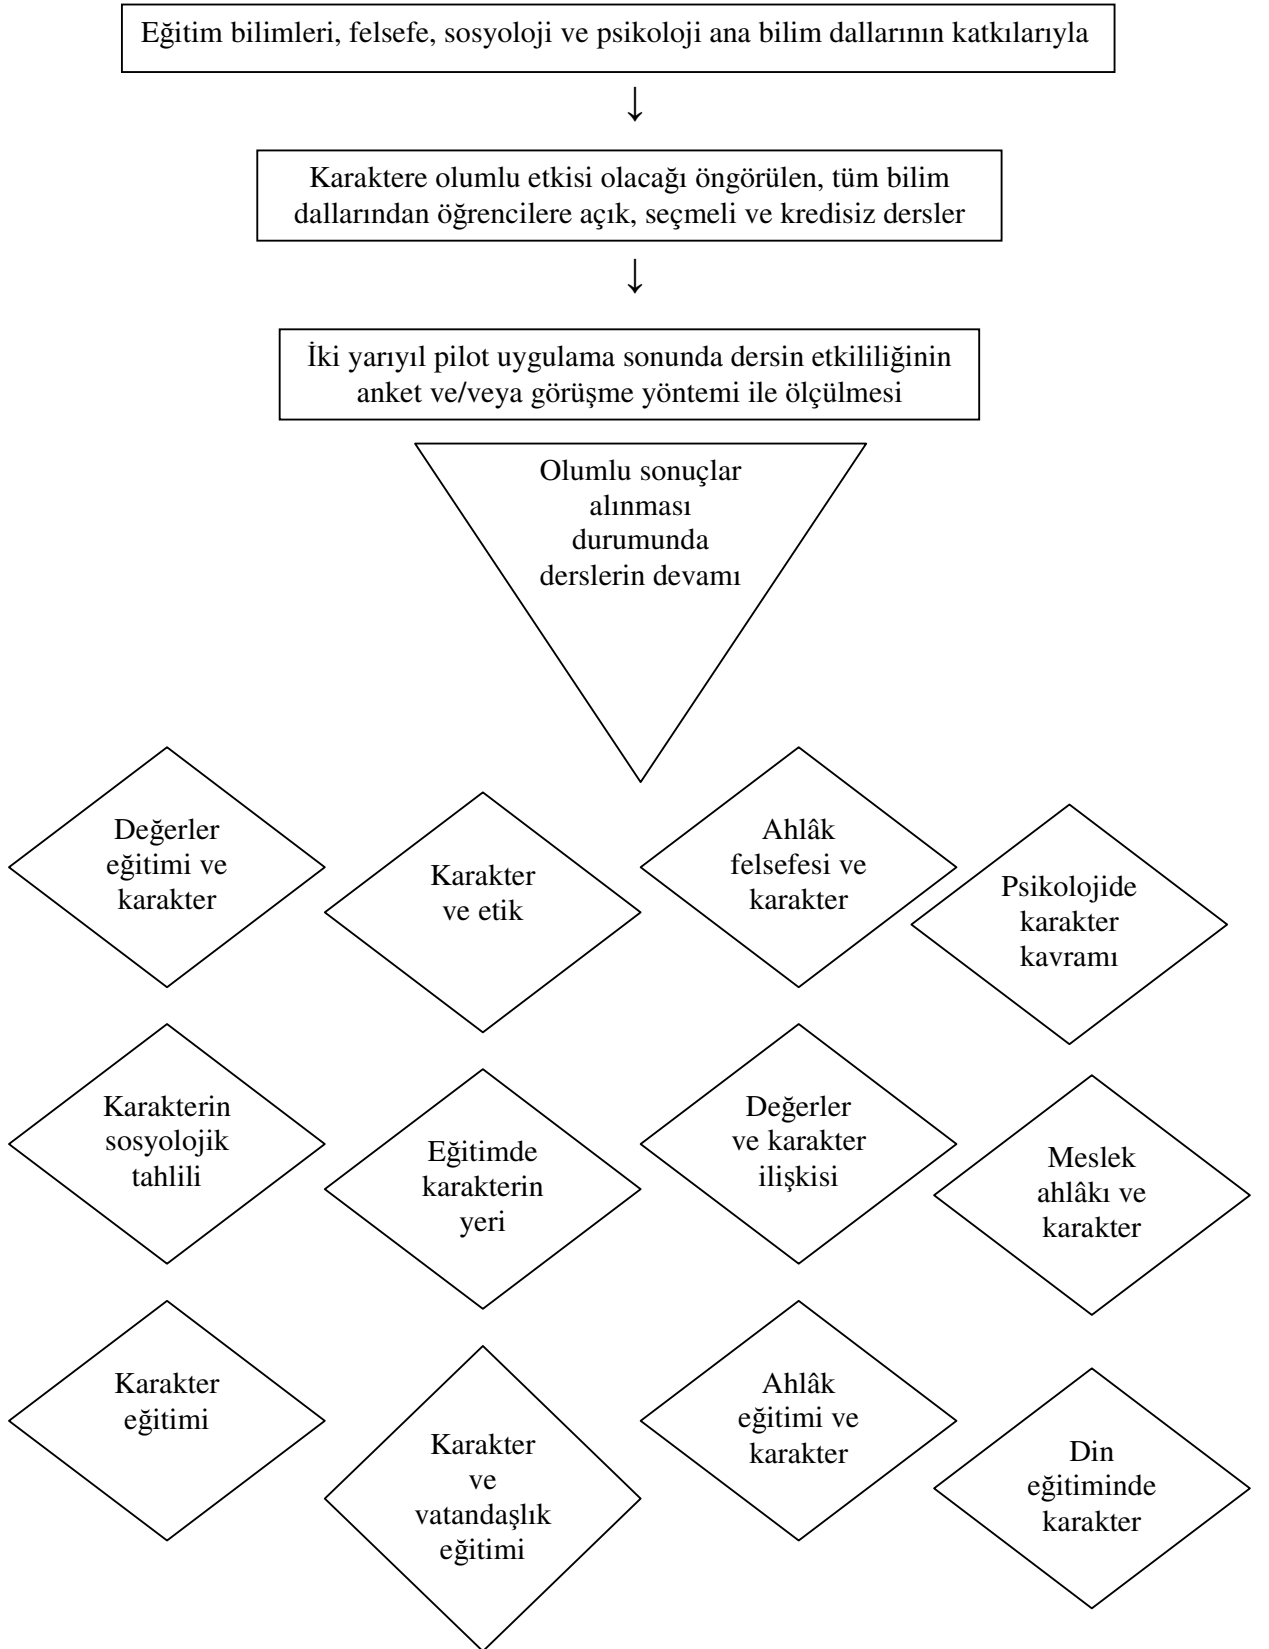 Eğitim bilimleri, felsefe, sosyoloji ve psikoloji ana bilim dallarının katkılarıyla
↓
Karaktere olumlu etkisi olacağı öngörülen, tüm bilim
dallarından öğrencilere açık, seçmeli ve kredisiz dersler
↓
İki yarıyıl pilot uygulama sonunda dersin etkililiğinin
anket ve/veya görüşme yöntemi ile ölçülmesi
Olumlu sonuçlar
alınması
durumunda
derslerin devamı
Değerler
eğitimi ve
karakter
Karakter
ve etik
Ahlâk
felsefesi ve
karakter
Psikolojide
karakter
kavramı
Karakterin
sosyolojik
tahlili
Eğitimde
karakterin
yeri
Değerler
ve karakter
ilişkisi
Meslek
ahlâkı ve
karakter
Karakter
eğitimi
Karakter
ve
vatandaşlık
eğitimi
Ahlâk
eğitimi ve
karakter
Din
eğitiminde
karakter